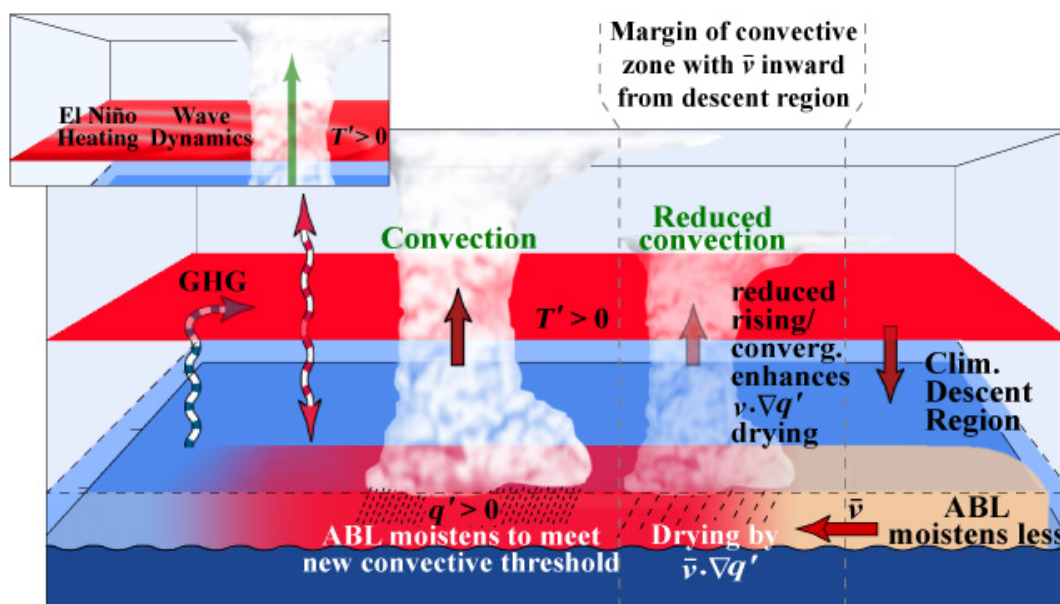 Margin of convective
zone with v̄ inward
from descent region
El Niño
Heating
Wave
Dynamics
T′ > 0
Convection
Reduced
convection
GHG
T′ > 0
reduced
rising/
converg.
enhances
v·∇q′
drying
Clim.
Descent
Region
q′ > 0
ABL moistens to meet
new convective threshold
Drying by
v̄·∇q′
v̄
ABL
moistens less